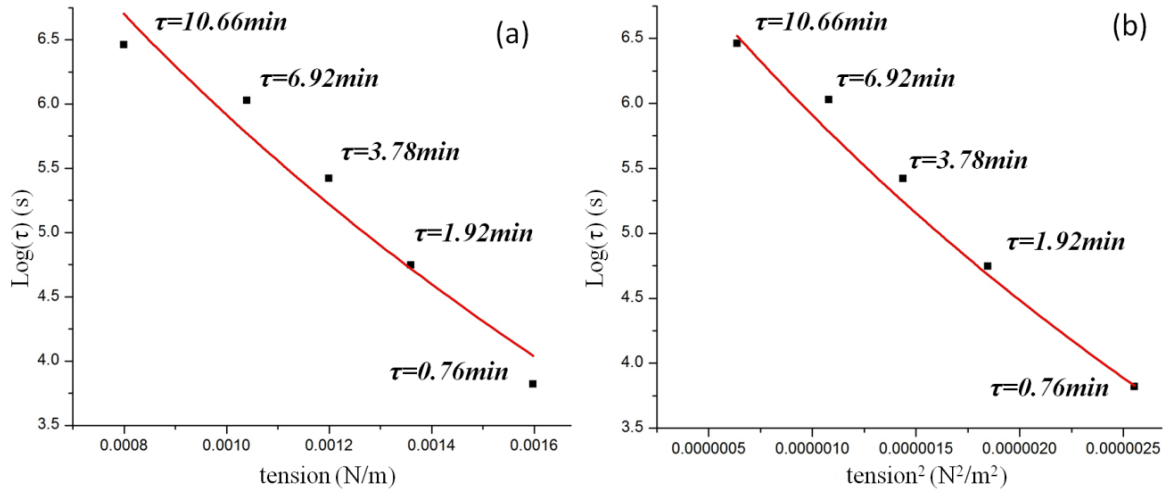 (a)
τ=10.66min
τ=6.92min
τ=3.78min
τ=1.92min
τ=0.76min
6.5
6.0
5.5
5.0
4.5
4.0
3.5
Log(τ) (s)
0.0008 0.0010 0.0012 0.0014 0.0016
tension (N/m)
(b)
τ=10.66min
τ=6.92min
τ=3.78min
τ=1.92min
τ=0.76min
6.5
6.0
5.5
5.0
4.5
4.0
3.5
Log(τ) (s)
0.0000005 0.0000010 0.0000015 0.0000020 0.0000025
tension² (N²/m²)